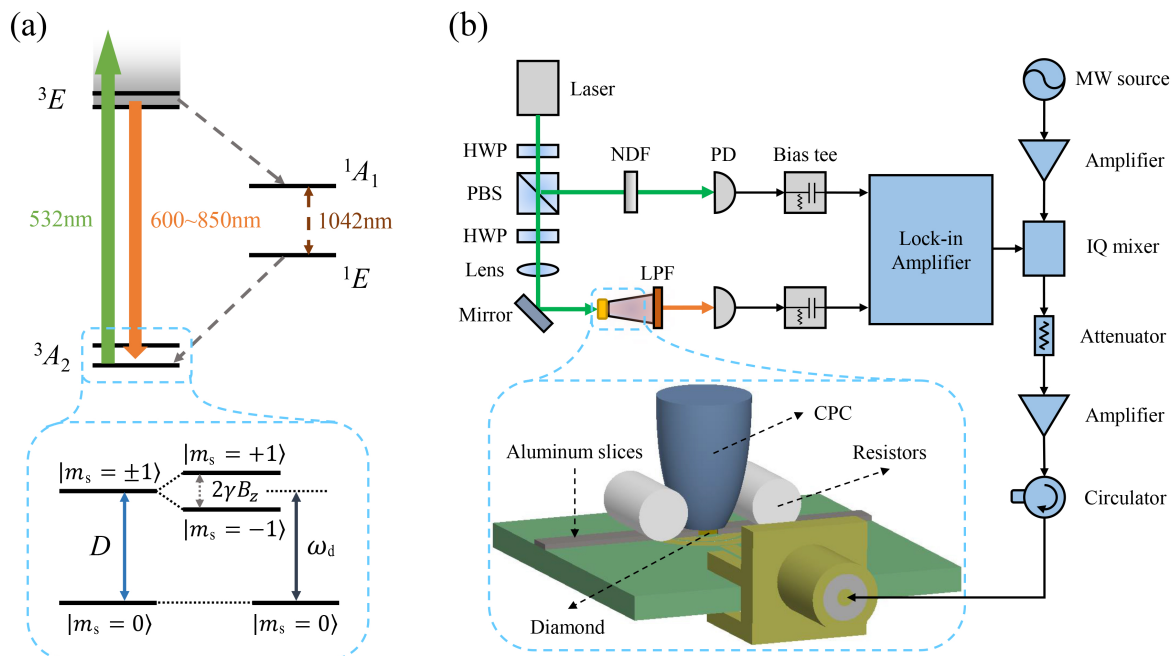 (a)
³E
¹A₁
532nm
600~850nm
1042nm
¹E
³A₂
|mₛ = +1⟩
|mₛ = ±1⟩
2γB_z
|mₛ = −1⟩
D
ω_d
|mₛ = 0⟩
|mₛ = 0⟩
(b)
Laser
MW source
HWP
NDF
PD
Bias tee
Amplifier
PBS
HWP
Lock-in
Amplifier
IQ mixer
Lens
LPF
Mirror
Attenuator
CPC
Amplifier
Aluminum slices
Resistors
Circulator
Diamond